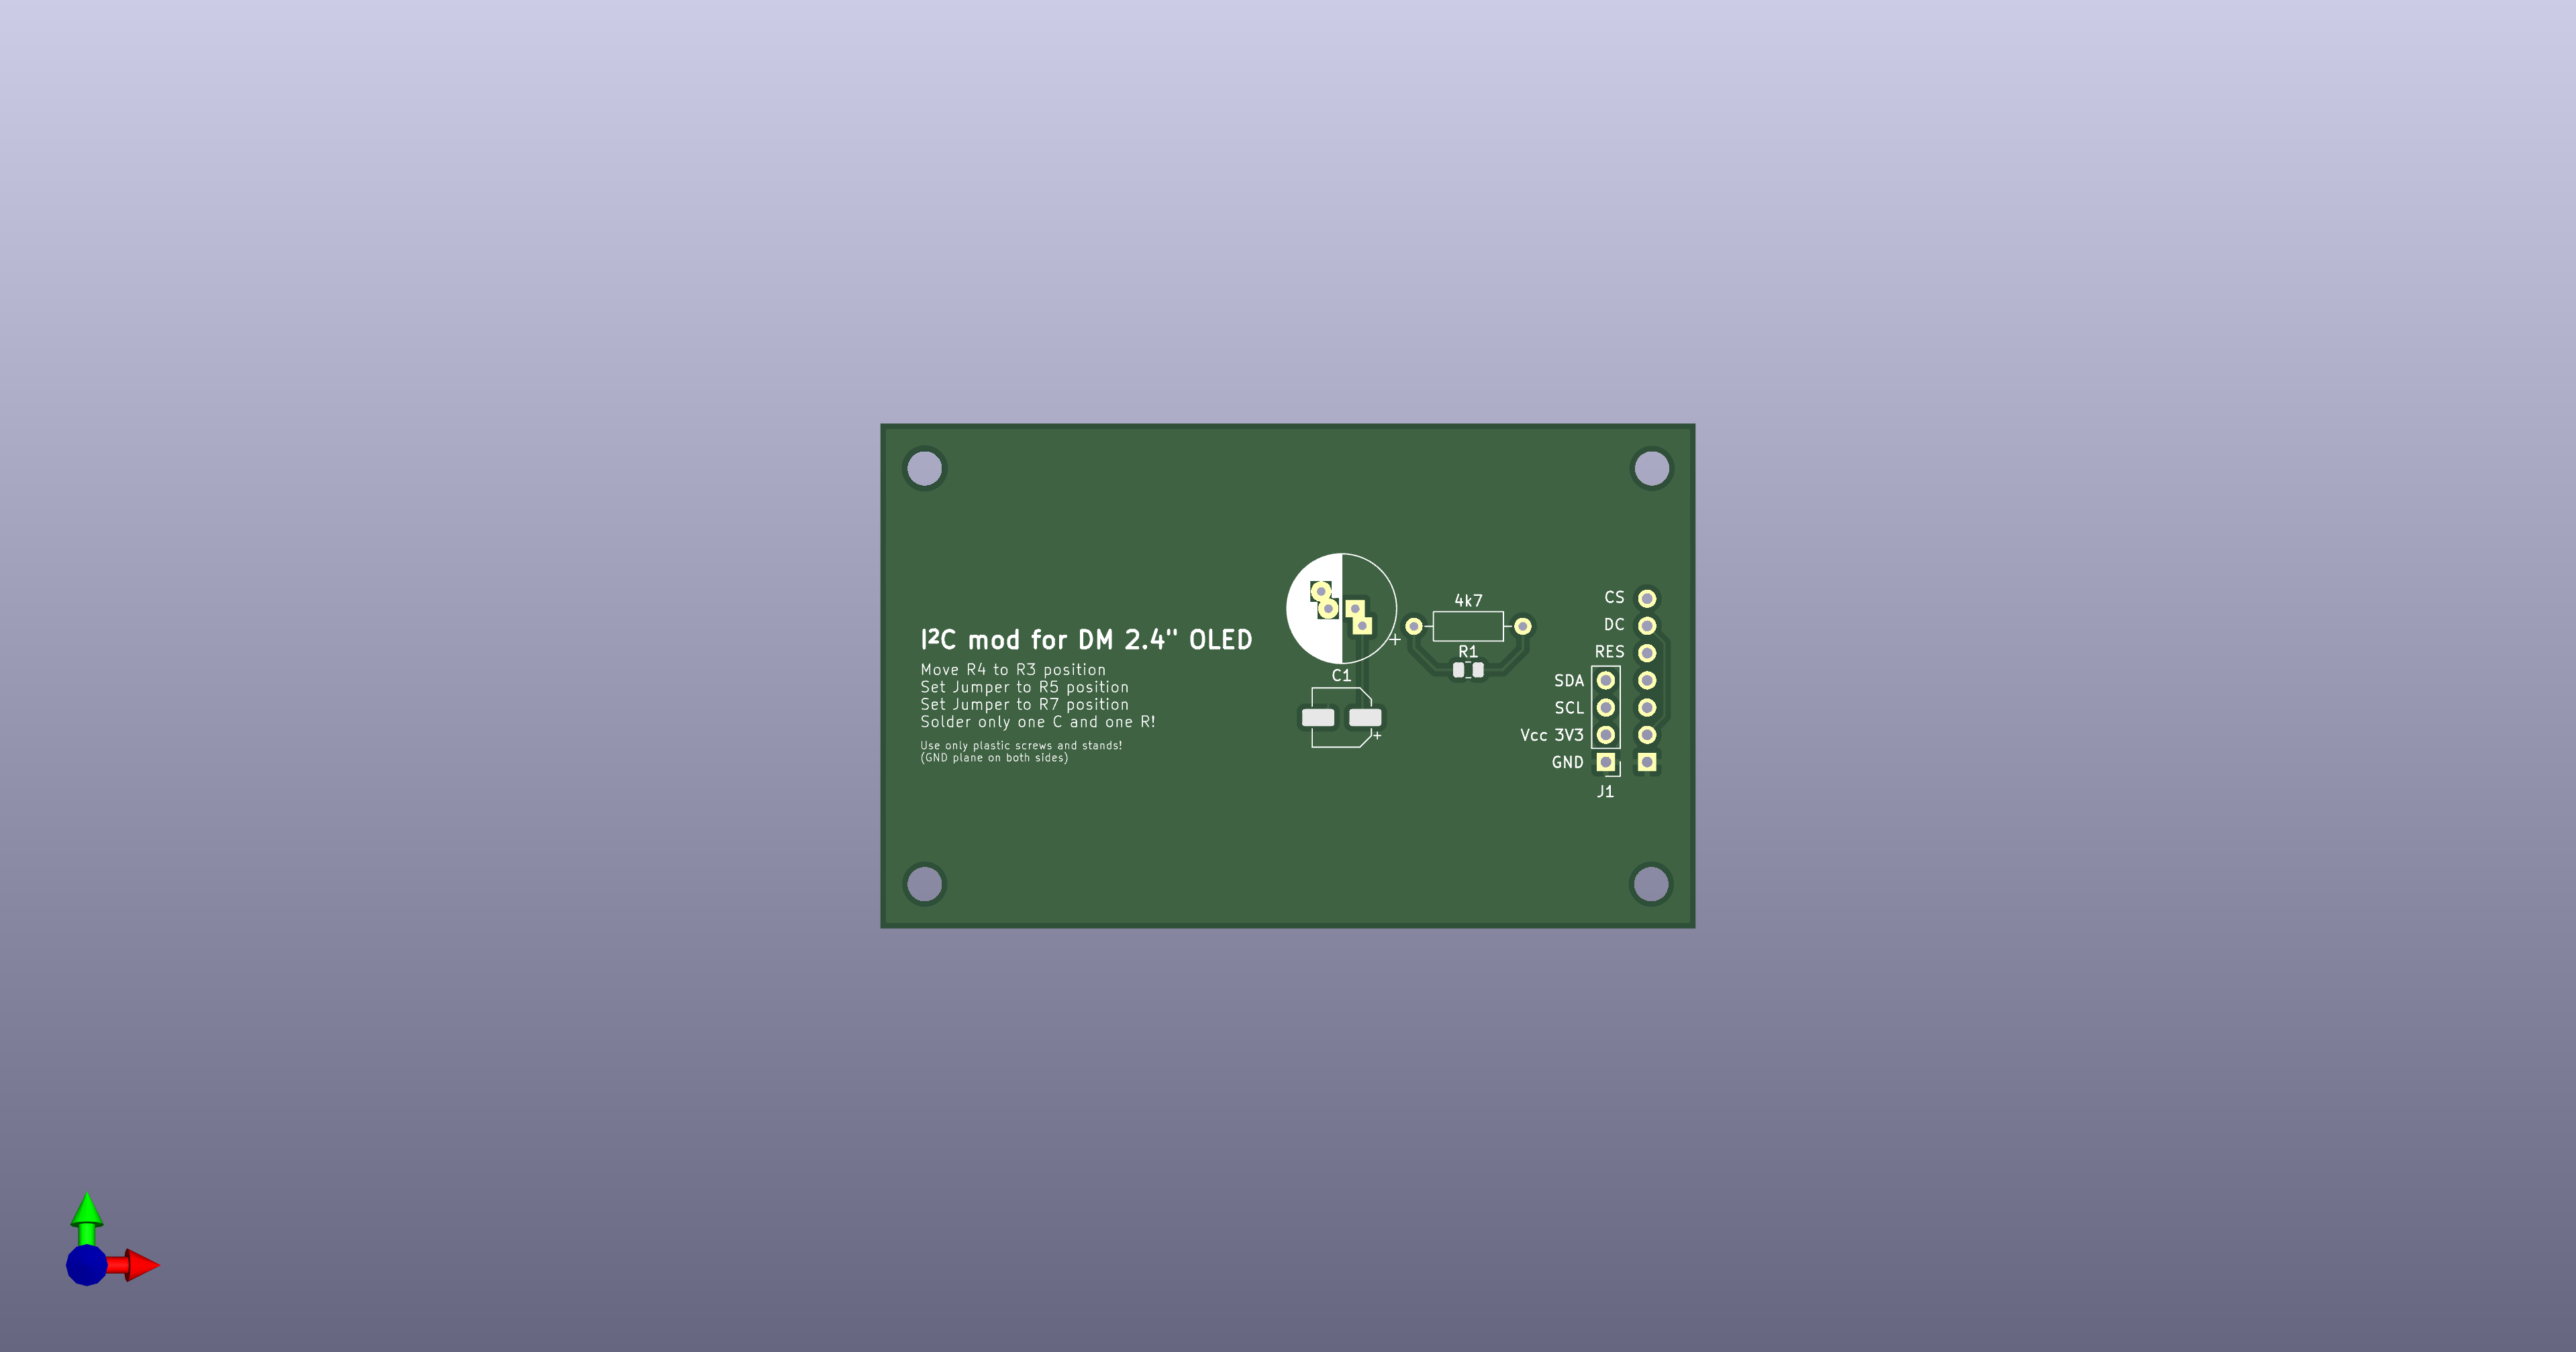 I²C mod for DM 2.4" OLED
Move R4 to R3 position
Set Jumper to R5 position
Set Jumper to R7 position
Solder only one C and one R!
Use only plastic screws and stands!
(GND plane on both sides)
+
C1
+
4k7
R1
CS
DC
RES
SDA
SCL
Vcc 3V3
GND
J1